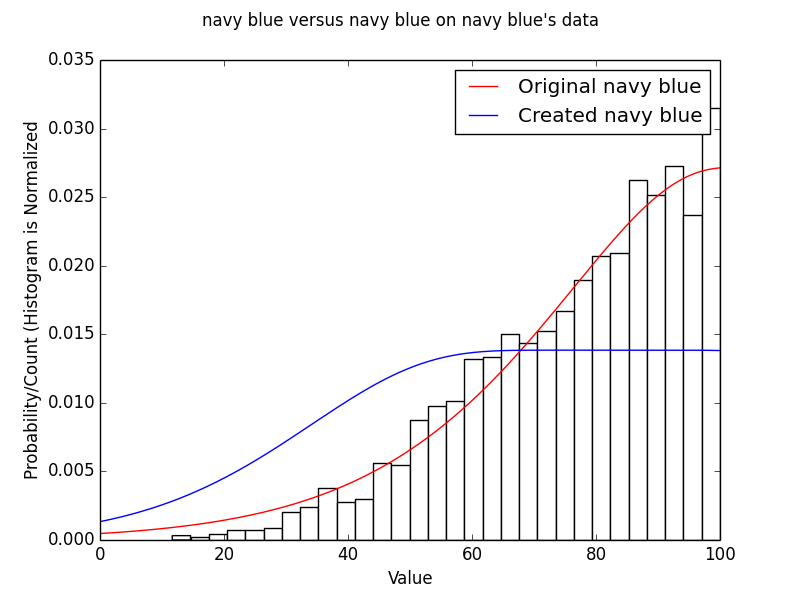 navy blue versus navy blue on navy blue's data
0.035
0.030
0.025
0.020
0.015
0.010
0.005
0.000
Probability/Count (Histogram is Normalized
Original navy blue
Created navy blue
0 20 40 60 80 100
Value